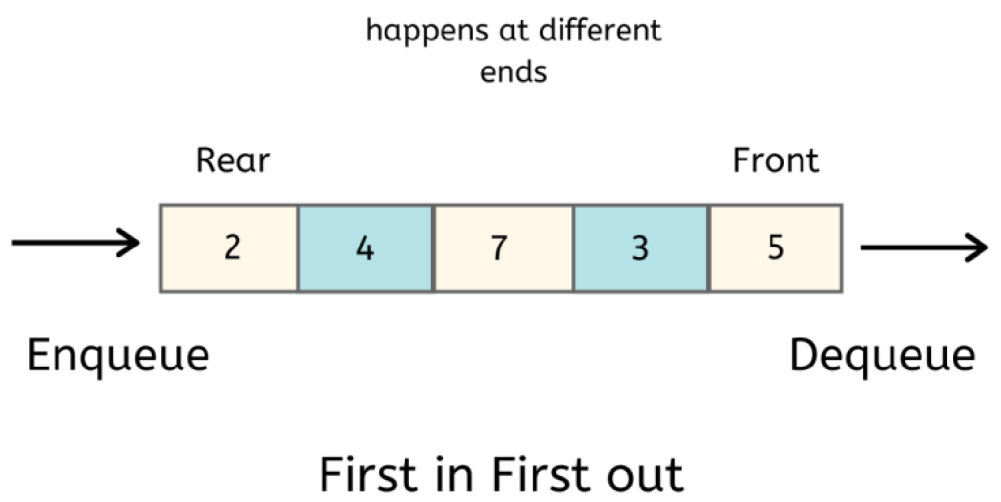 happens at different
ends
Rear Front
2 4 7 3 5
Enqueue Dequeue
First in First out